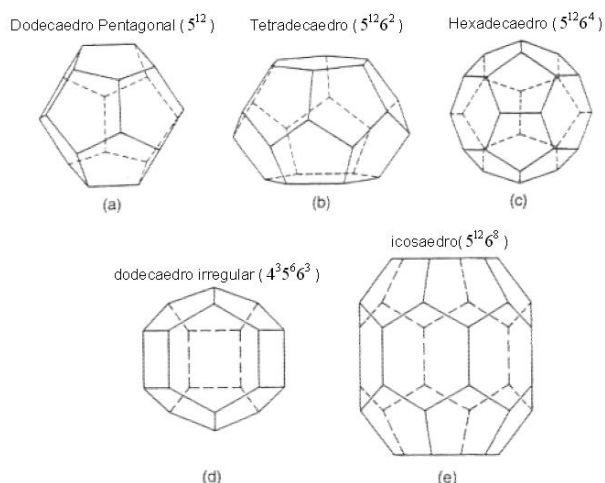 Dodecaedro Pentagonal (5¹²)
Tetradecaedro (5¹²6²)
Hexadecaedro (5¹²6⁴)
(a)
(b)
(c)
dodecaedro irregular (4³5⁶6³)
icosaedro(5¹²6⁸)
(d)
(e)